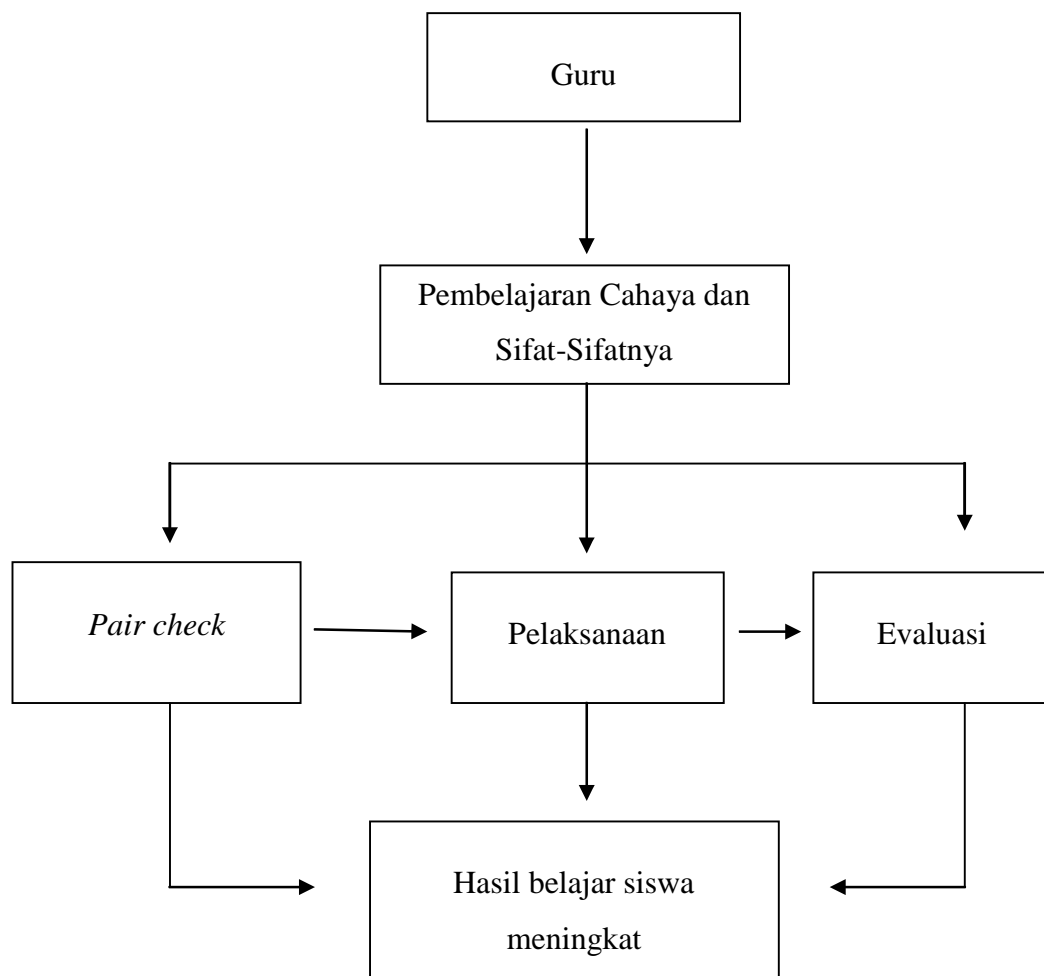 Guru
Pembelajaran Cahaya dan
Sifat-Sifatnya
Pair check
Pelaksanaan
Evaluasi
Hasil belajar siswa
meningkat